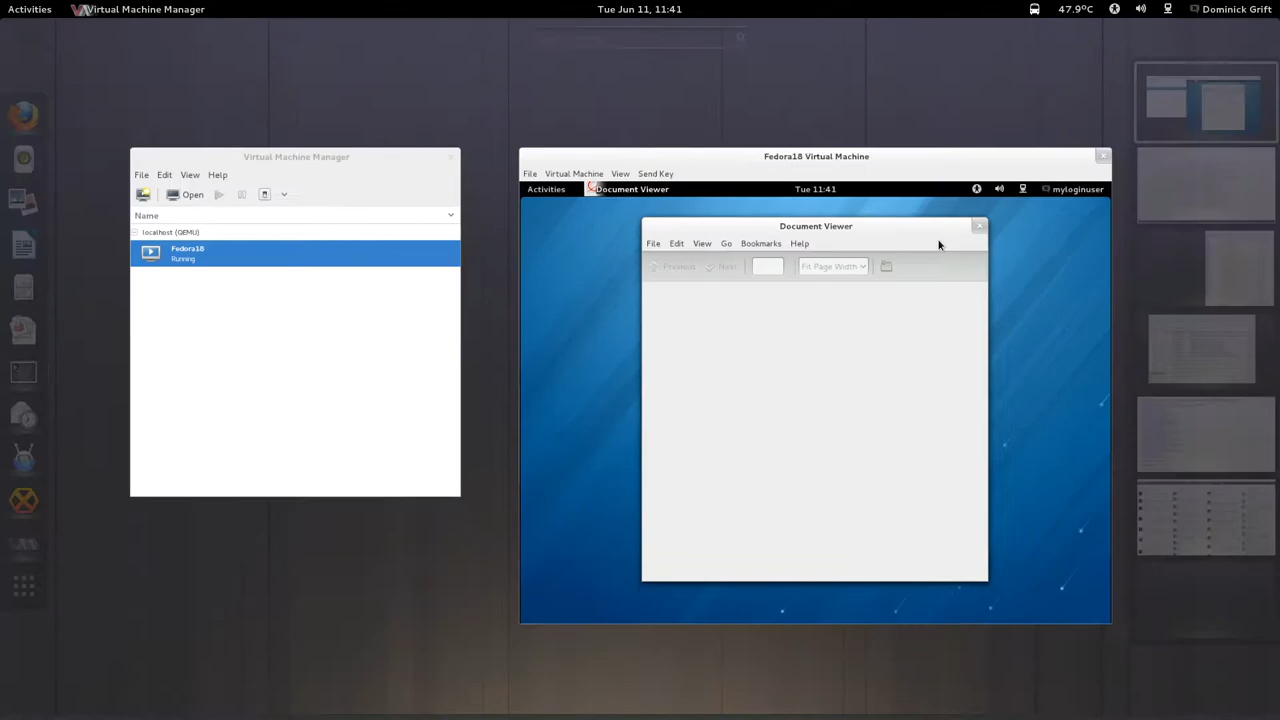 Activities Virtual Machine Manager Tue Jun 11, 11:41 47.9°C Dominick Grift
Virtual Machine Manager
File Edit View Help
Open
Name
localhost (QEMU)
Fedora18
Running
Fedora18 Virtual Machine
File Virtual Machine View Send Key
Activities Document Viewer Tue 11:41 myloginuser
Document Viewer
File Edit View Go Bookmarks Help
Previous Next Fit Page Width